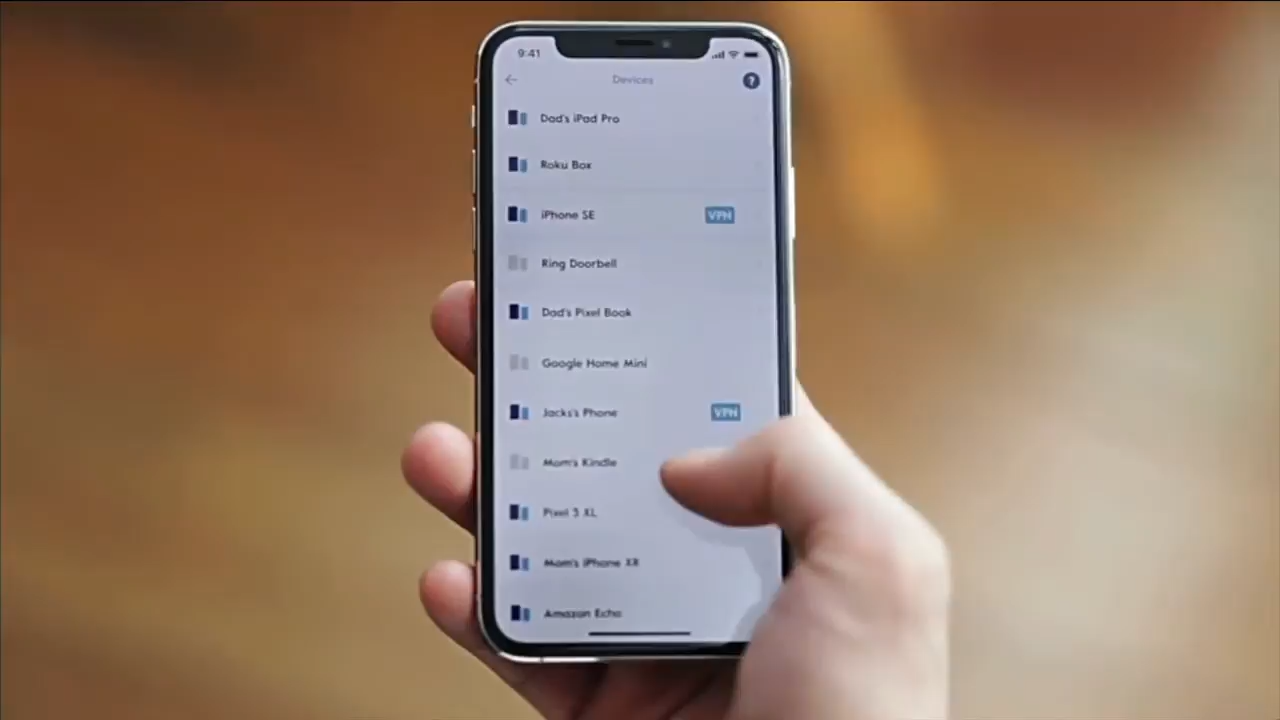 9:41
Devices
?
Dad's iPad Pro
Roku Box
iPhone SE VPN
Ring Doorbell
Dad's Pixel Book
Google Home Mini
Jacks's Phone VPN
Mom's Kindle
Pixel 3 XL
Mom's iPhone XR
Amazon Echo